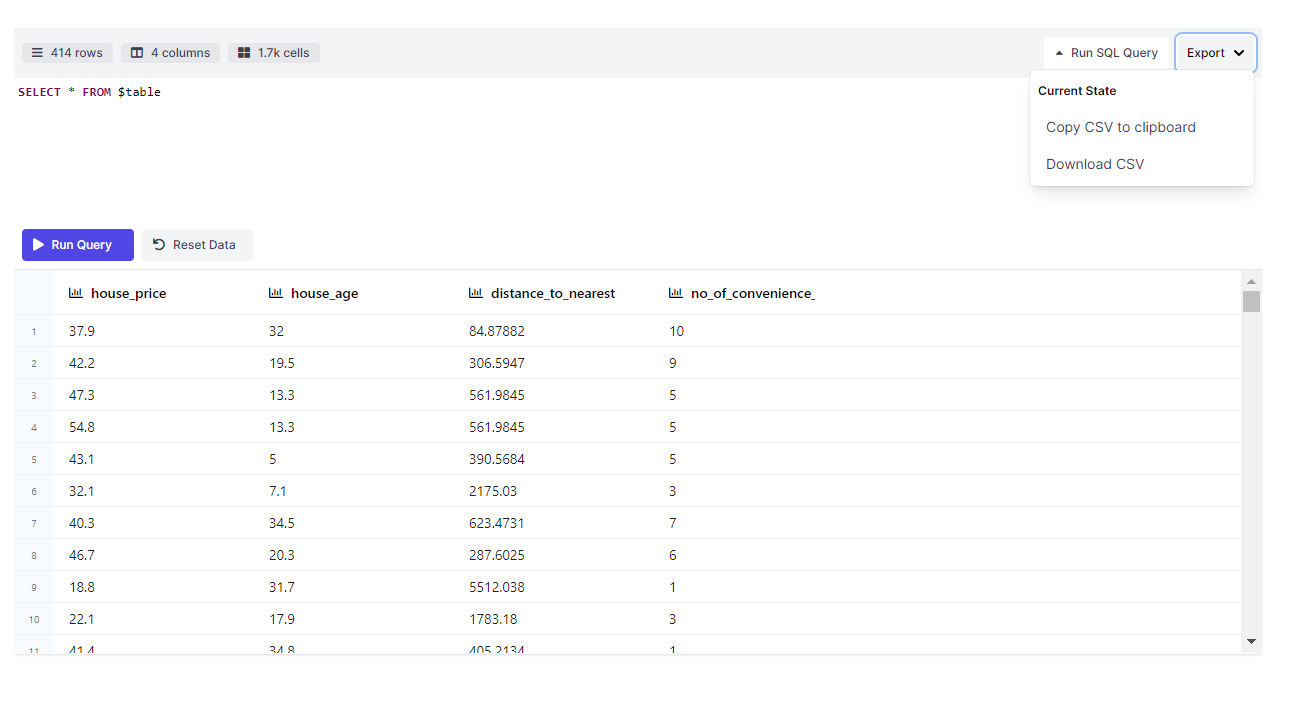 414 rows 4 columns 1.7k cells Run SQL Query Export
SELECT * FROM $table
Current State
Copy CSV to clipboard
Download CSV
Run Query Reset Data
house_price house_age distance_to_nearest no_of_convenience_
1 37.9 32 84.87882 10
2 42.2 19.5 306.5947 9
3 47.3 13.3 561.9845 5
4 54.8 13.3 561.9845 5
5 43.1 5 390.5684 5
6 32.1 7.1 2175.03 3
7 40.3 34.5 623.4731 7
8 46.7 20.3 287.6025 6
9 18.8 31.7 5512.038 1
10 22.1 17.9 1783.18 3
11 41.4 34.8 405.2134 1